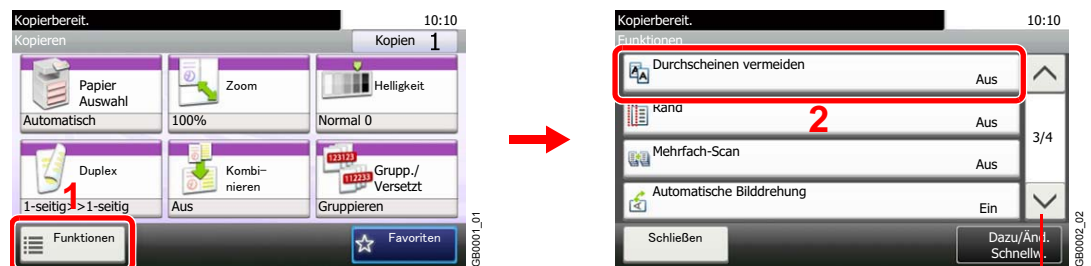 Kopierbereit.
10:10
Kopieren
Kopien 1
Papier
Auswahl
Automatisch
Zoom
100%
Helligkeit
Normal 0
Duplex
1-seitig>>1-seitig
Kombi-
nieren
Aus
Grupp./
Versetzt
Gruppieren
123123
112233
1
Funktionen
Favoriten
GB0001_01
Kopierbereit.
10:10
Funktionen
Durchscheinen vermeiden
Aus
Rand
Aus
2
3/4
Mehrfach-Scan
Aus
Automatische Bilddrehung
Ein
Schließen
Dazu/Änd.
Schnellw.
GB0002_02